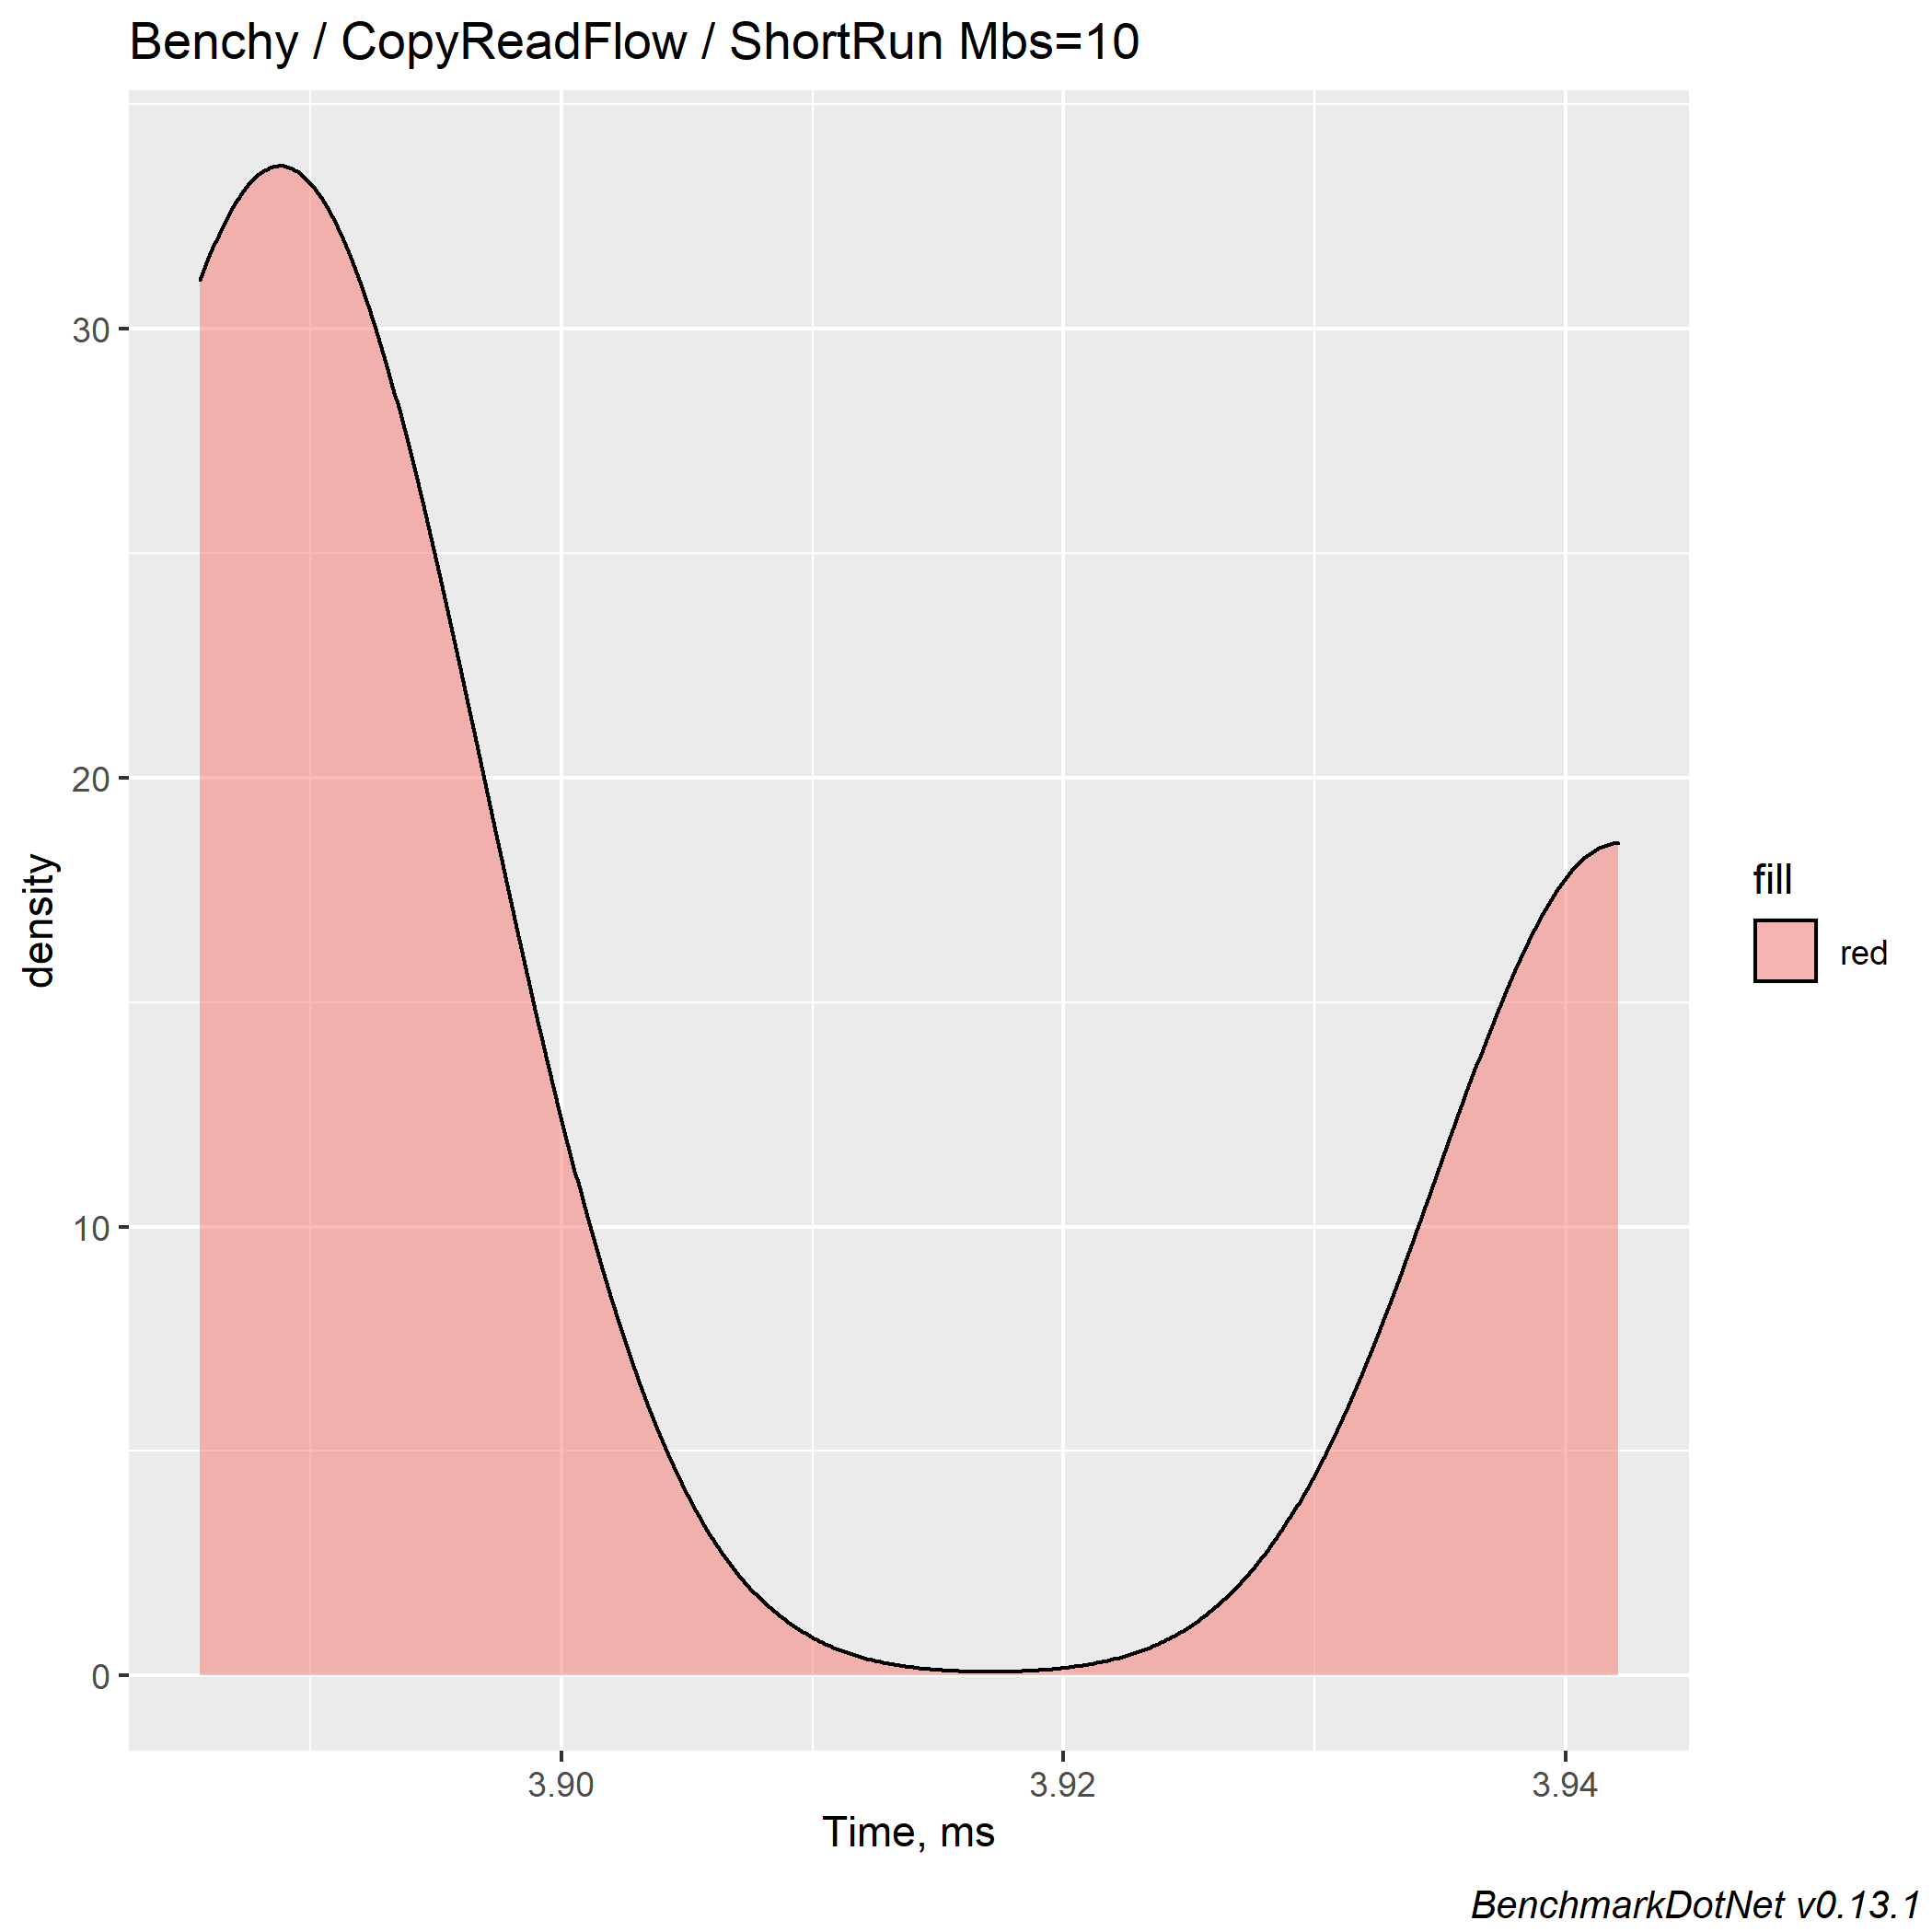 Benchy / CopyReadFlow / ShortRun Mbs=10
30
20
10
0
density
3.90 3.92 3.94
Time, ms
fill
red
BenchmarkDotNet v0.13.1